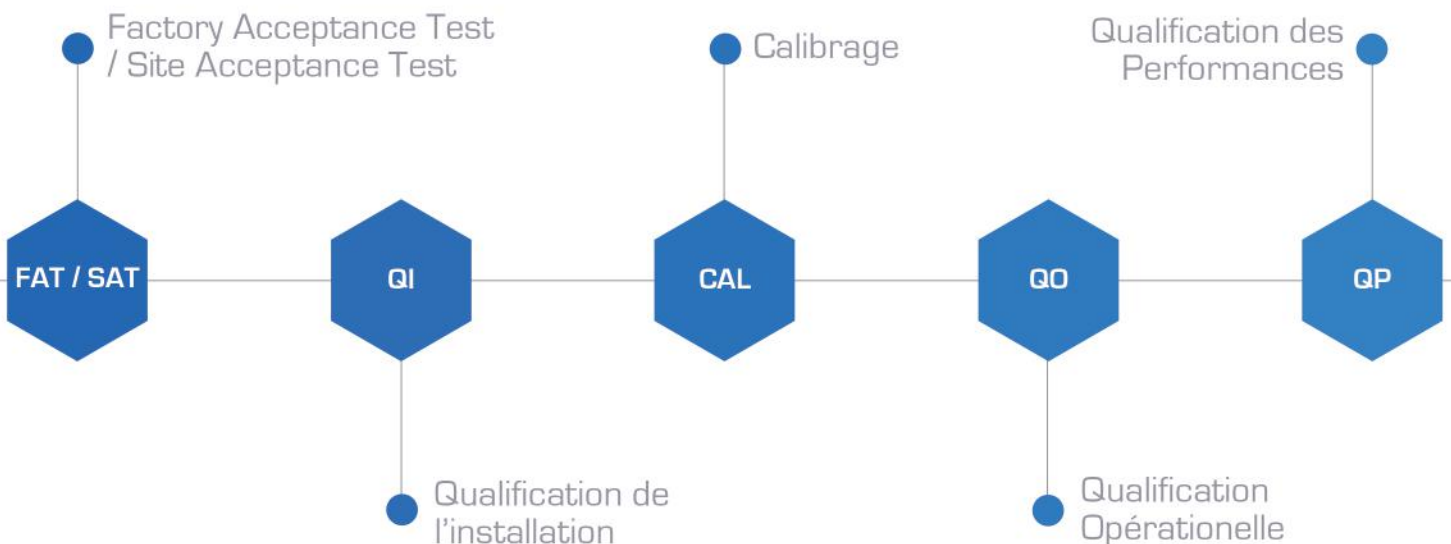 Factory Acceptance Test
/ Site Acceptance Test
Calibrage
Qualification des
Performances
FAT / SAT
QI
CAL
QO
QP
Qualification de
l'installation
Qualification
Opérationelle